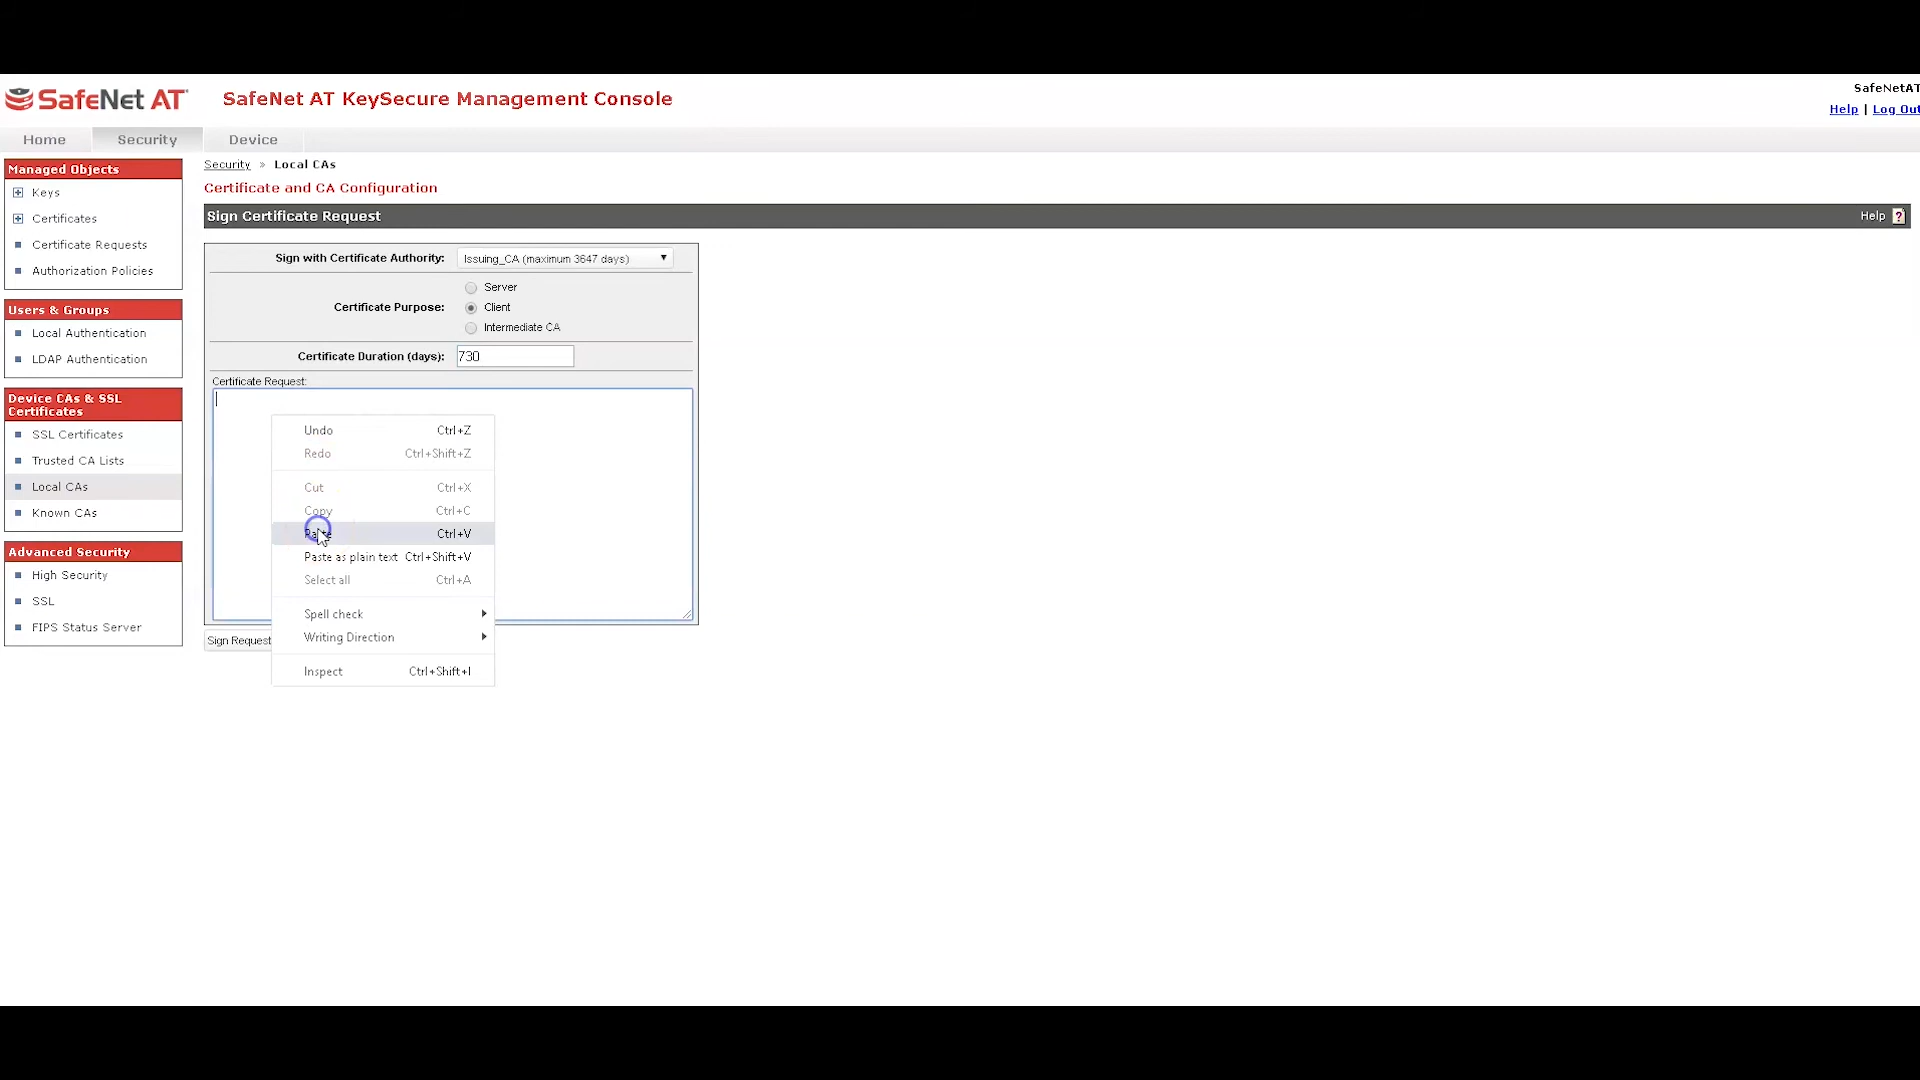 SafeNet AT
SafeNet AT KeySecure Management Console
SafeNetAT
Help | Log Out
Home
Security
Device
Managed Objects
Keys
Certificates
Certificate Requests
Authorization Policies
Users & Groups
Local Authentication
LDAP Authentication
Device CAs & SSL
Certificates
SSL Certificates
Trusted CA Lists
Local CAs
Known CAs
Advanced Security
High Security
SSL
FIPS Status Server
Security » Local CAs
Certificate and CA Configuration
Sign Certificate Request
Help ?
Sign with Certificate Authority: Issuing_CA (maximum 3647 days)
Certificate Purpose:
Server
Client
Intermediate CA
Certificate Duration (days): 730
Certificate Request:
Undo Ctrl+Z
Redo Ctrl+Shift+Z
Cut Ctrl+X
Copy Ctrl+C
Paste Ctrl+V
Paste as plain text Ctrl+Shift+V
Select all Ctrl+A
Spell check
Writing Direction
Inspect Ctrl+Shift+I
Sign Request